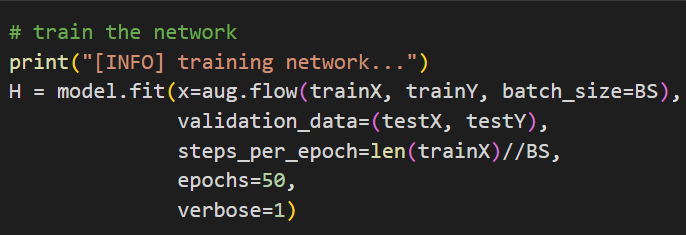 # train the network
print("[INFO] training network...")
H = model.fit(x=aug.flow(trainX, trainY, batch_size=BS),
              validation_data=(testX, testY),
              steps_per_epoch=len(trainX)//BS,
              epochs=50,
              verbose=1)